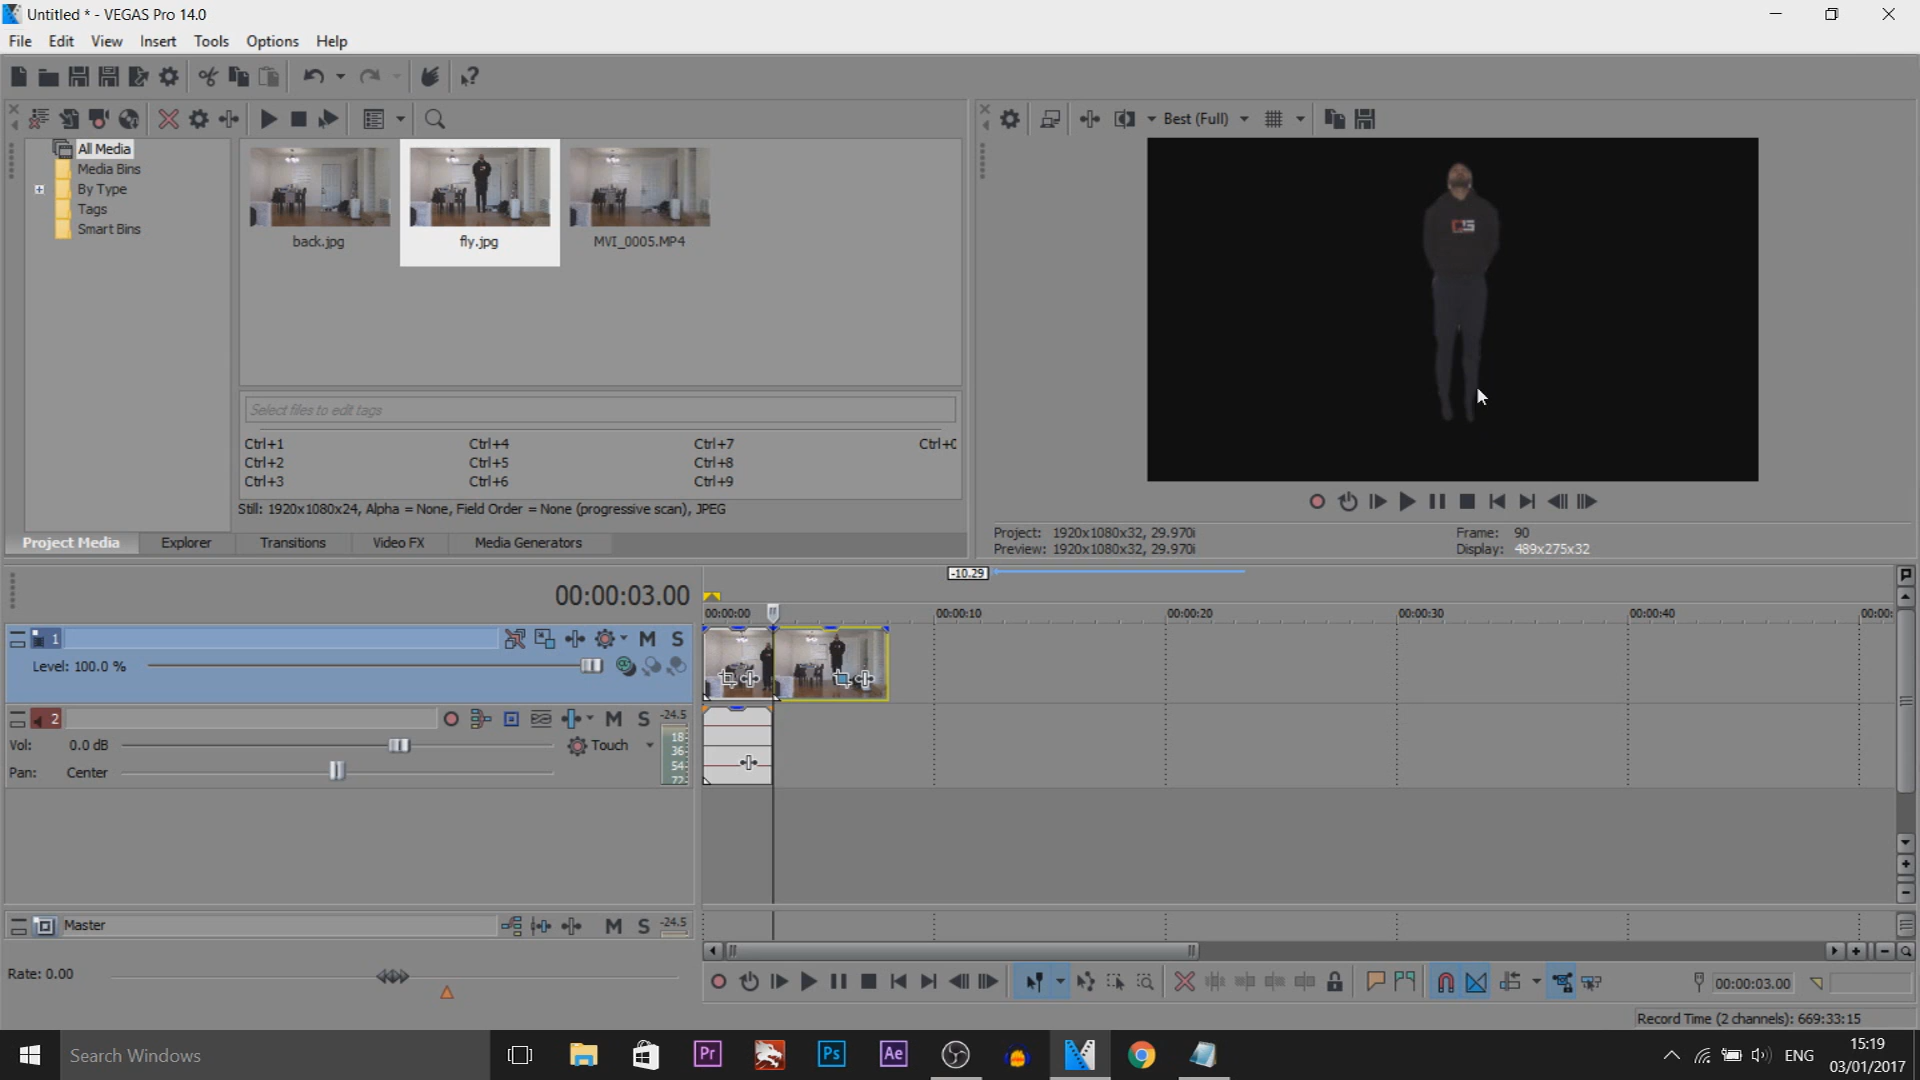 Untitled * - VEGAS Pro 14.0
File Edit View Insert Tools Options Help
Best (Full)
All Media
Media Bins
By Type
Tags
Smart Bins
back.jpg fly.jpg MVI_0005.MP4
Select files to edit tags
Ctrl+1 Ctrl+4 Ctrl+7 Ctrl+0
Ctrl+2 Ctrl+5 Ctrl+8
Ctrl+3 Ctrl+6 Ctrl+9
Still: 1920x1080x24, Alpha = None, Field Order = None (progressive scan), JPEG
Project Media Explorer Transitions Video FX Media Generators
Project: 1920x1080x32, 29.970i Frame: 90
Preview: 1920x1080x32, 29.970i Display: 489x275x32
-10.29
00:00:03.00
00:00:00 00:00:10 00:00:20 00:00:30 00:00:40 00:00:
1 M S
Level: 100.0 %
2 M S -24.5
Vol: 0.0 dB Touch
Pan: Center
18
36
54
72
Master M S -24.5
Rate: 0.00
00:00:03.00
Record Time (2 channels): 669:33:15
Search Windows
Pr Ps Ae
ENG
15:19
03/01/2017